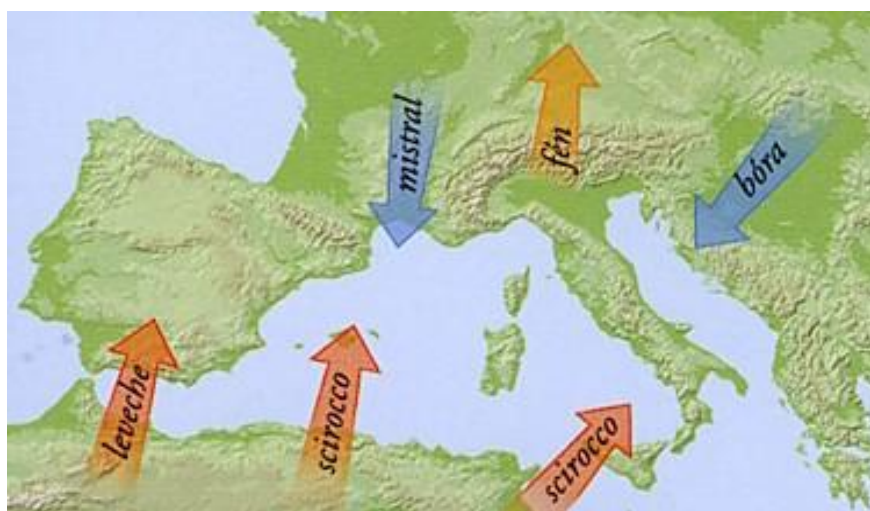 mistral
fén
bóra
leveche
scirocco
scirocco